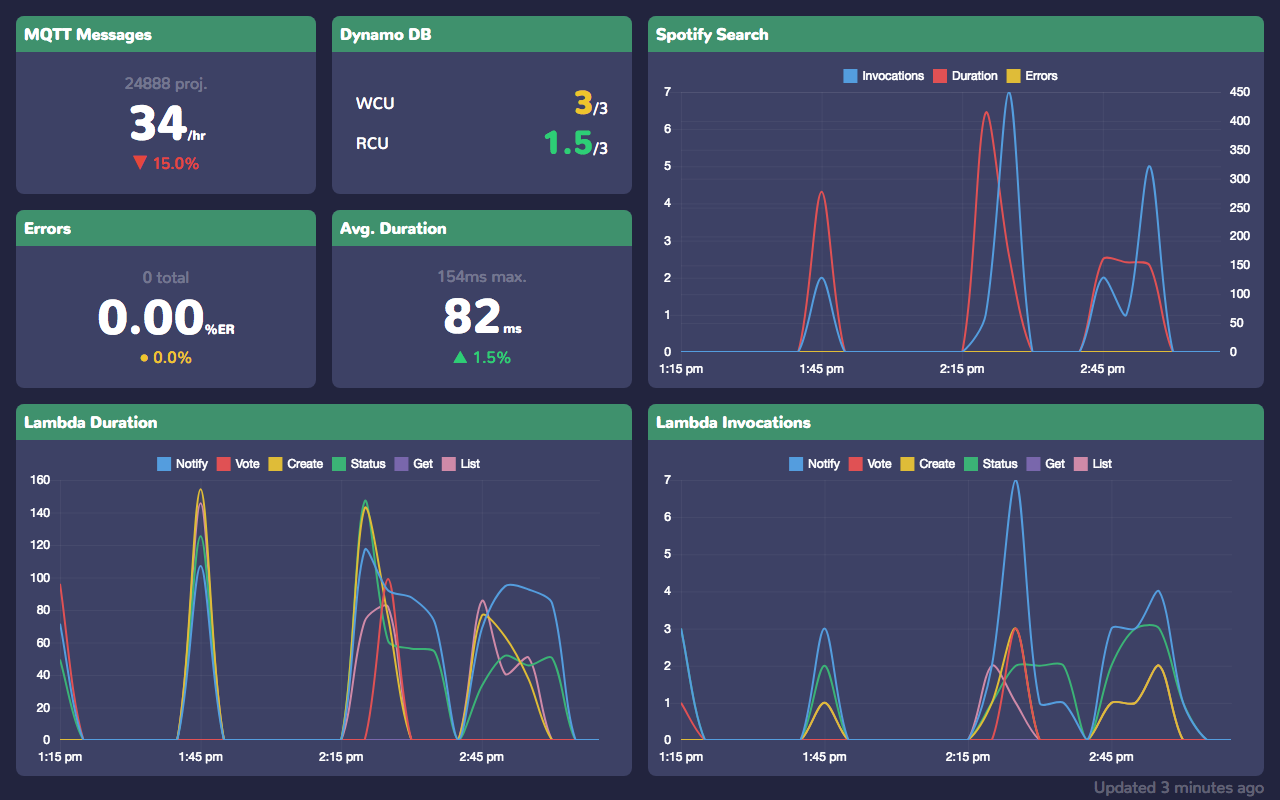 MQTT Messages
24888 proj.
34/hr
▼ 15.0%
Dynamo DB
WCU 3/3
RCU 1.5/3
Spotify Search
Invocations Duration Errors
7 450
6 400
5 350
4 300
3 250
2 200
1 150
0 100
50
0
1:15 pm 1:45 pm 2:15 pm 2:45 pm
Errors
0 total
0.00%ER
● 0.0%
Avg. Duration
154ms max.
82 ms
▲ 1.5%
Lambda Duration
Notify Vote Create Status Get List
160
140
120
100
80
60
40
20
0
1:15 pm 1:45 pm 2:15 pm 2:45 pm
Lambda Invocations
Notify Vote Create Status Get List
7
6
5
4
3
2
1
0
1:15 pm 1:45 pm 2:15 pm 2:45 pm
Updated 3 minutes ago